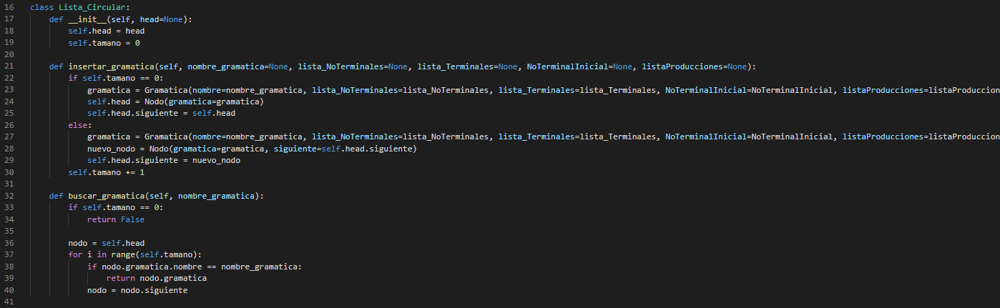 16 class Lista_Circular:
17     def __init__(self, head=None):
18         self.head = head
19         self.tamano = 0
20
21     def insertar_gramatica(self, nombre_gramatica=None, lista_NoTerminales=None, lista_Terminales=None, NoTerminalInicial=None, listaProducciones=None):
22         if self.tamano == 0:
23             gramatica = Gramatica(nombre=nombre_gramatica, lista_NoTerminales=lista_NoTerminales, lista_Terminales=lista_Terminales, NoTerminalInicial=NoTerminalInicial, listaProducciones=listaProduccion
24             self.head = Nodo(gramatica=gramatica)
25             self.head.siguiente = self.head
26         else:
27             gramatica = Gramatica(nombre=nombre_gramatica, lista_NoTerminales=lista_NoTerminales, lista_Terminales=lista_Terminales, NoTerminalInicial=NoTerminalInicial, listaProducciones=listaProduccion
28             nuevo_nodo = Nodo(gramatica=gramatica, siguiente=self.head.siguiente)
29             self.head.siguiente = nuevo_nodo
30         self.tamano += 1
31
32     def buscar_gramatica(self, nombre_gramatica):
33         if self.tamano == 0:
34             return False
35
36         nodo = self.head
37         for i in range(self.tamano):
38             if nodo.gramatica.nombre == nombre_gramatica:
39                 return nodo.gramatica
40             nodo = nodo.siguiente
41